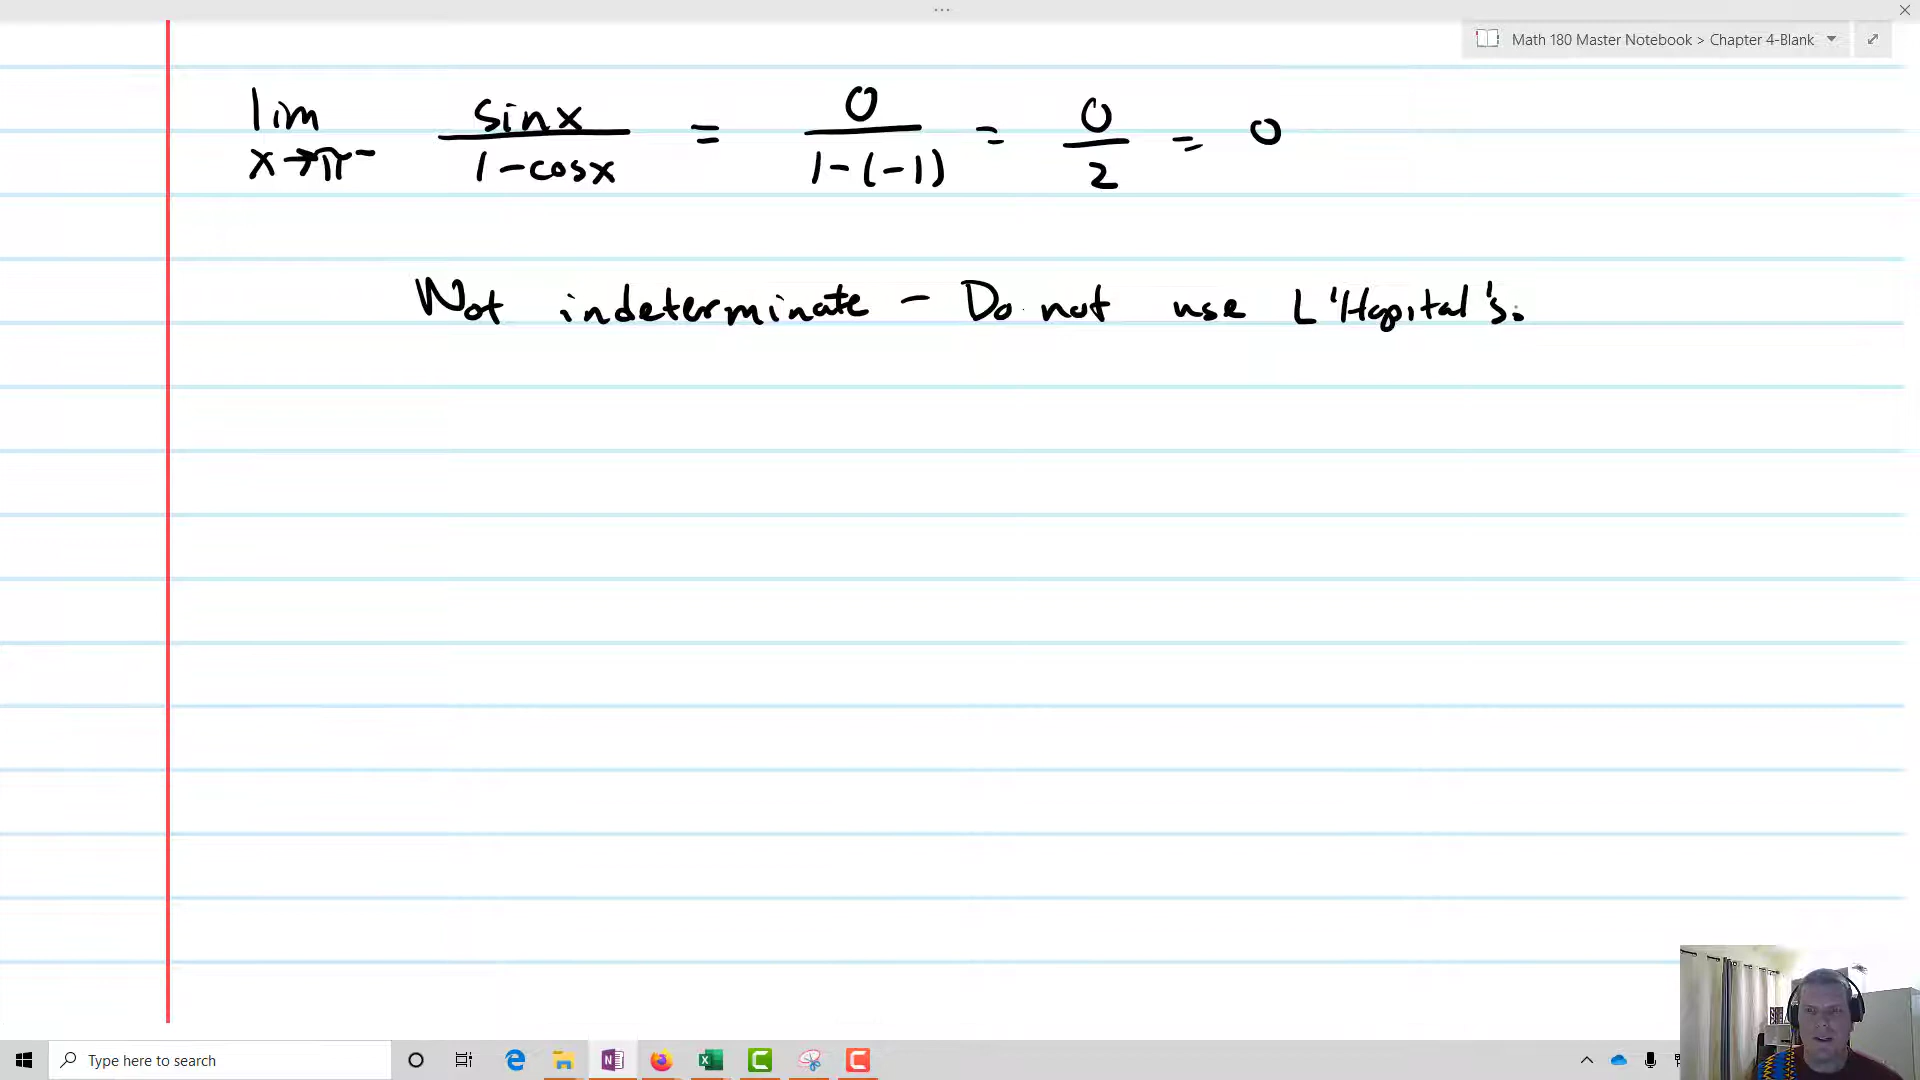 ...
Math 180 Master Notebook > Chapter 4-Blank
lim x→π⁻ sinx / 1-cosx = 0 / 1-(-1) = 0 / 2 = 0
Not indeterminate - Do not use L'Hopital's.
Type here to search